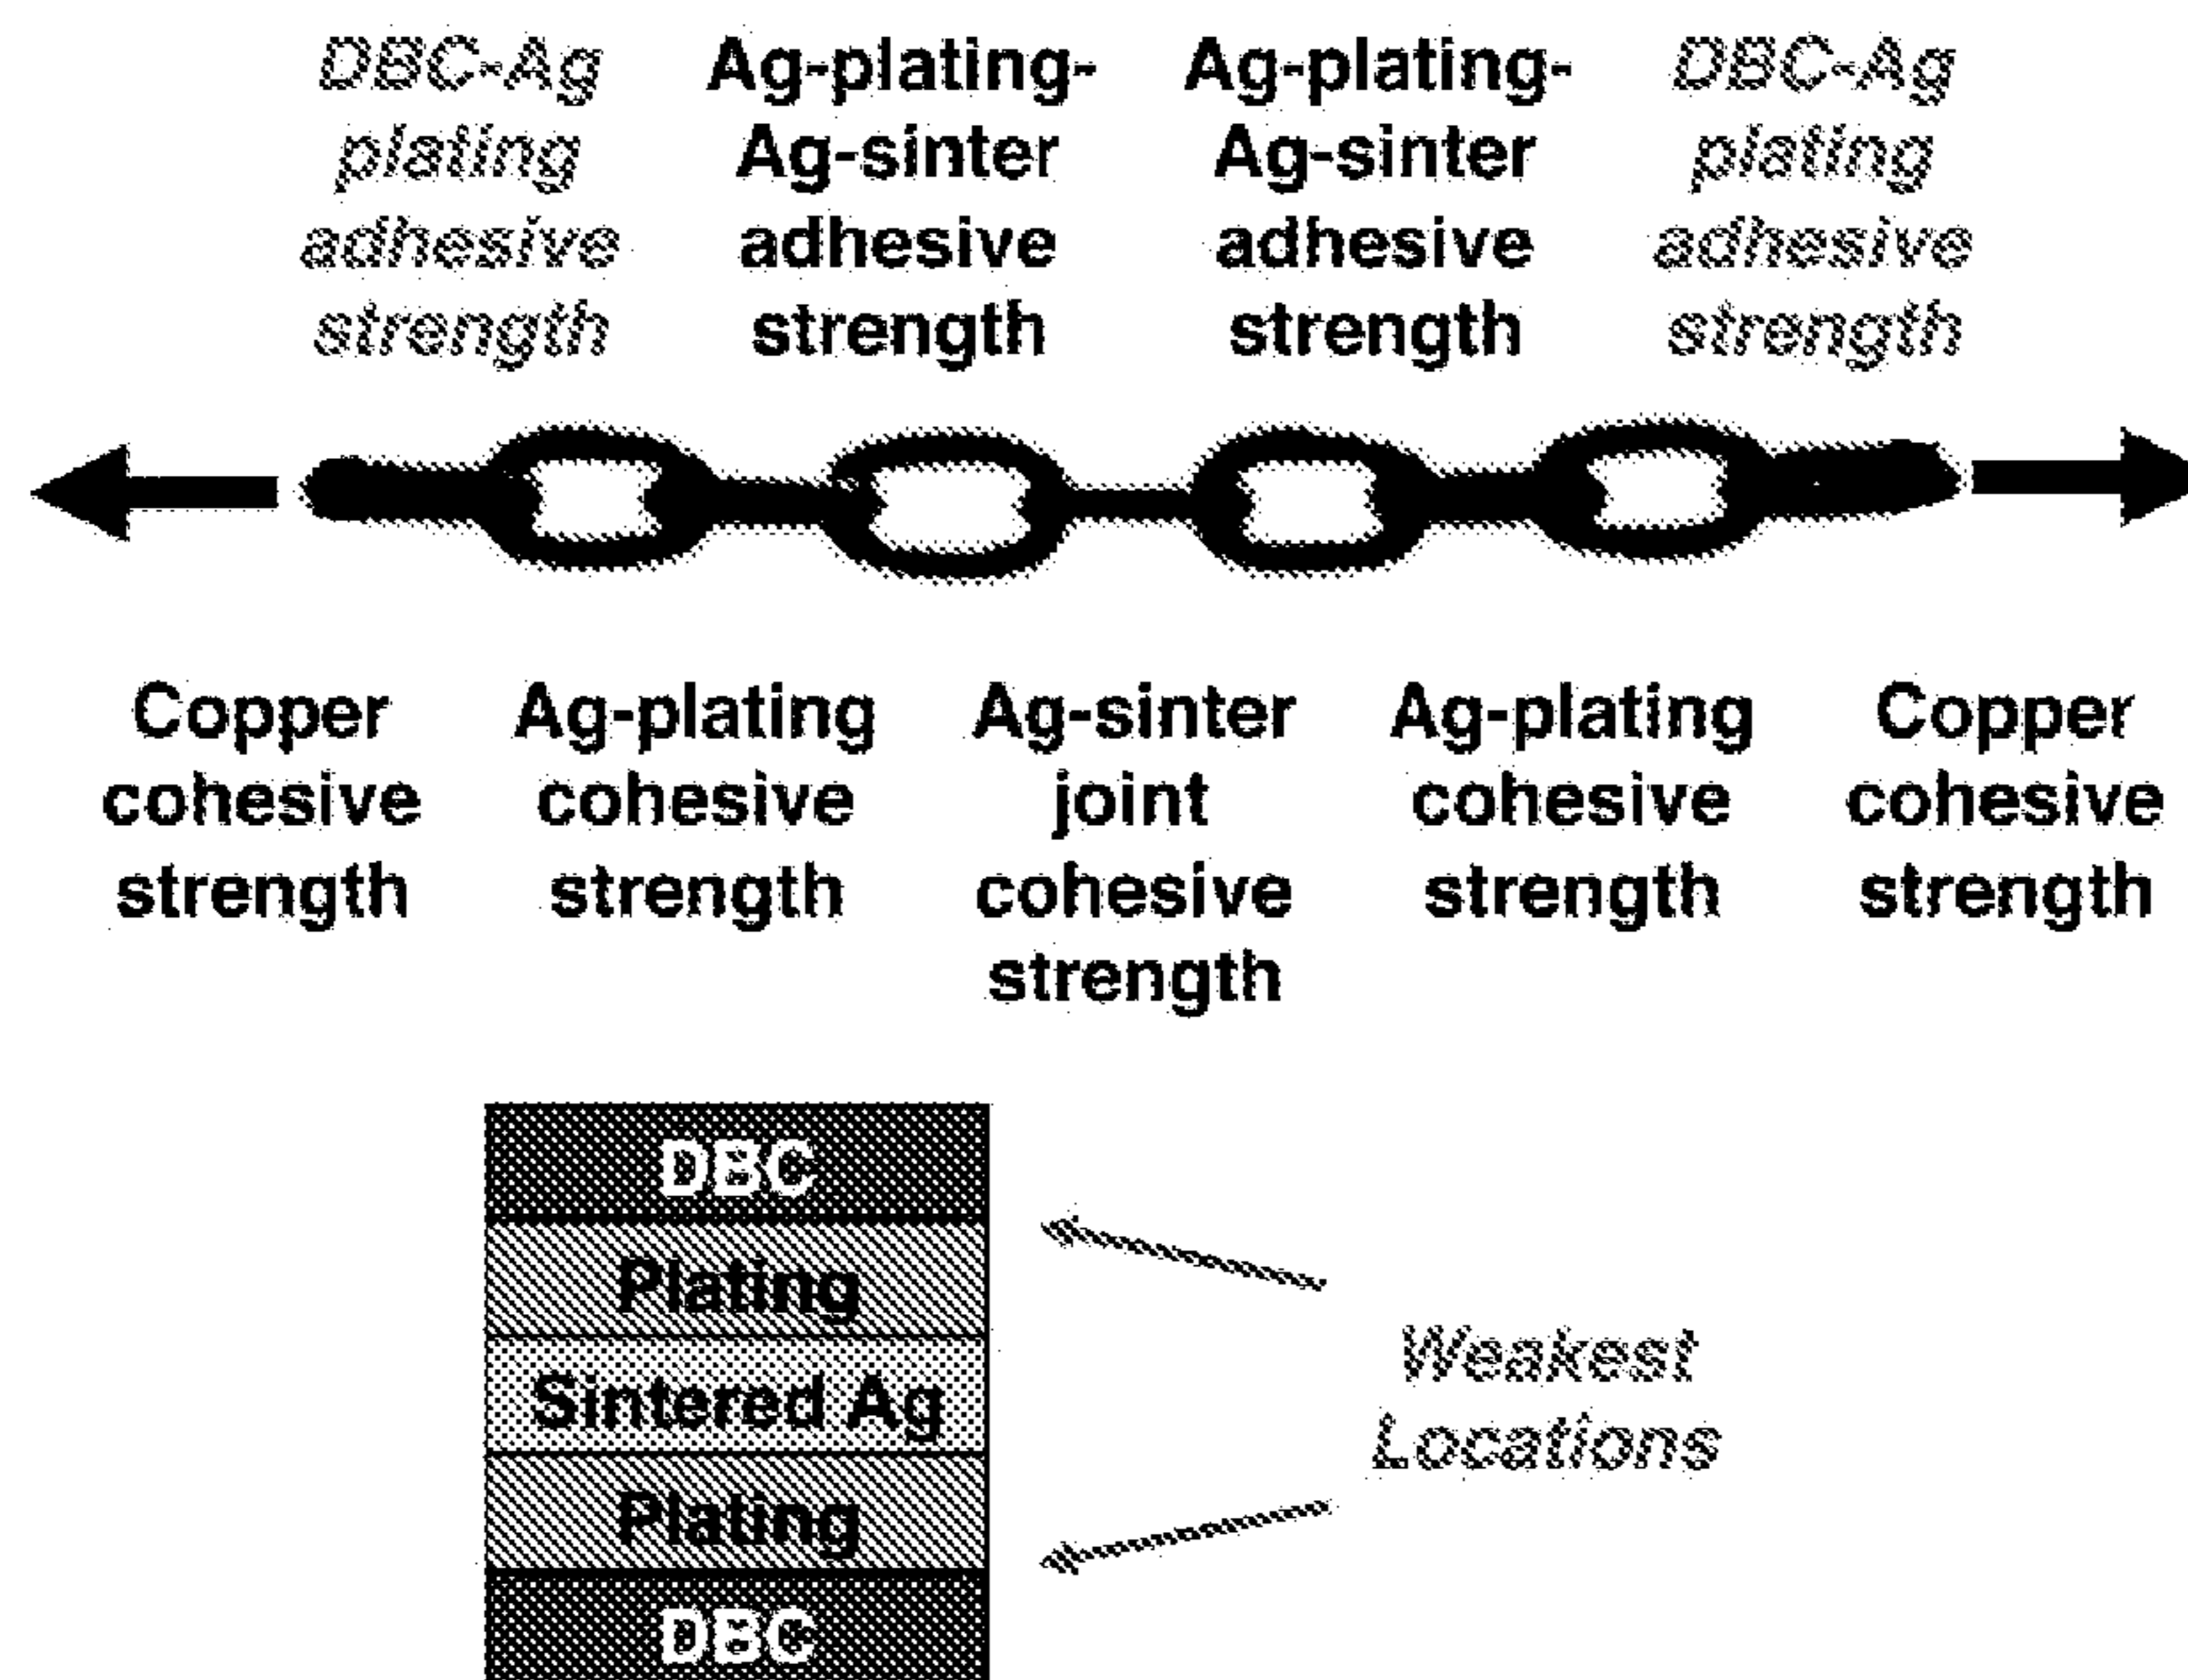 DBC-Ag
plating
adhesive
strength
Ag-plating-
Ag-sinter
adhesive
strength
Ag-plating-
Ag-sinter
adhesive
strength
DBC-Ag
plating
adhesive
strength
Copper
cohesive
strength
Ag-plating
cohesive
strength
Ag-sinter
joint
cohesive
strength
Ag-plating
cohesive
strength
Copper
cohesive
strength
DBC
Plating
Sintered Ag
Plating
DBC
Weakest
Locations